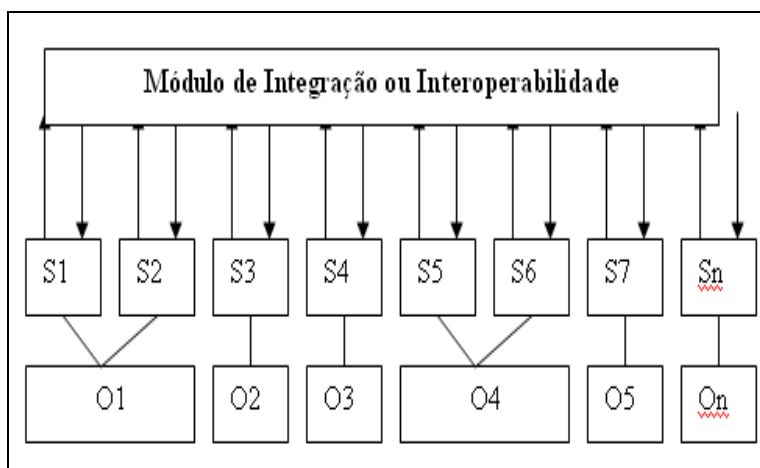 Módulo de Integração ou Interoperabilidade
S1 S2 S3 S4 S5 S6 S7 Sn
O1 O2 O3 O4 O5 On